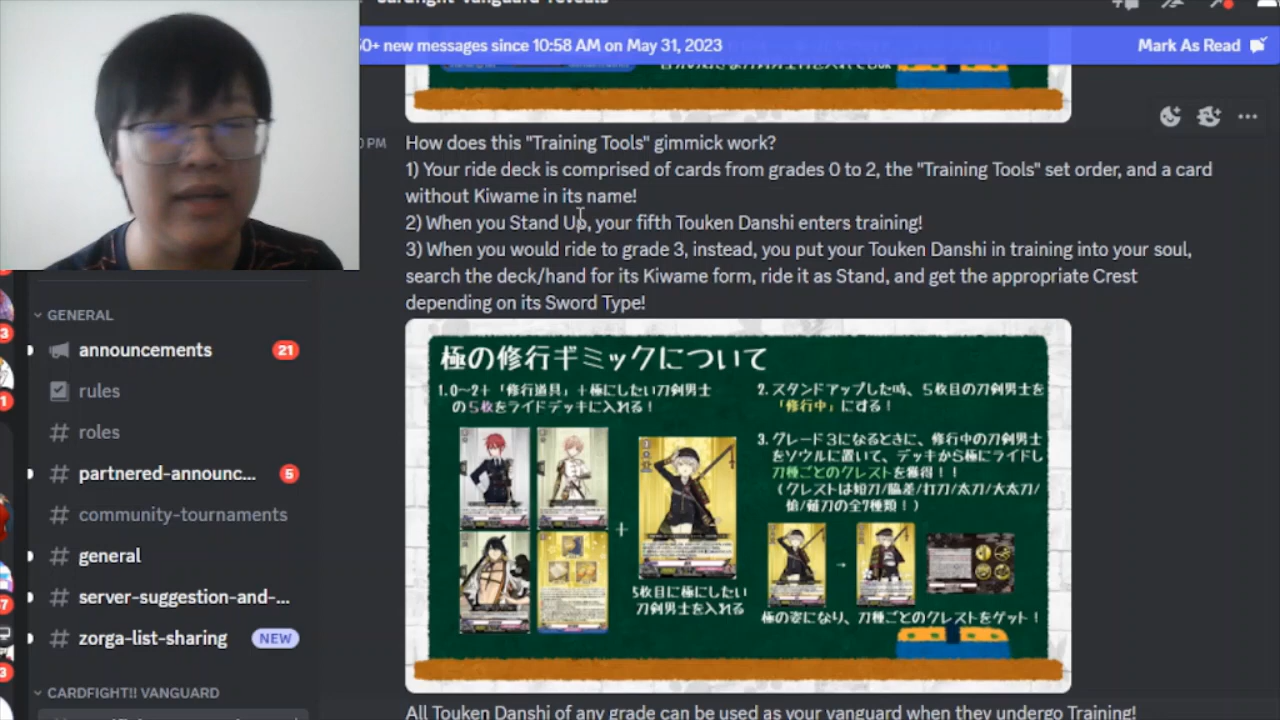 50+ new messages since 10:58 AM on May 31, 2023
Mark As Read
PM
How does this "Training Tools" gimmick work?
1) Your ride deck is comprised of cards from grades 0 to 2, the "Training Tools" set order, and a card
without Kiwame in its name!
2) When you Stand Up, your fifth Touken Danshi enters training!
3) When you would ride to grade 3, instead, you put your Touken Danshi in training into your soul,
search the deck/hand for its Kiwame form, ride it as Stand, and get the appropriate Crest
depending on its Sword Type!
GENERAL
announcements
21
rules
roles
partnered-announc...
5
community-tournaments
general
server-suggestion-and-...
zorga-list-sharing
NEW
CARDFIGHT!! VANGUARD
極の修行ギミックについて
1.0～2＋「修行道具」＋極にしたい刀剣男士
の5枚をライドデッキに入れる！
+
5枚目に極にしたい
刀剣男士を入れる
2.スタンドアップした時、5枚目の刀剣男士を
「修行中」にする！
3.グレード3になるときに、修行中の刀剣男士
をソウルに置いて、デッキから極にライドし
刀種ごとのクレストを獲得！！
（クレストは短刀/脇差/打刀/太刀/大太刀/
槍/薙刀の全7種類！）
→
極の姿になり、刀種ごとのクレストをゲット！
All Touken Danshi of any grade can be used as your vanguard when they undergo Training!